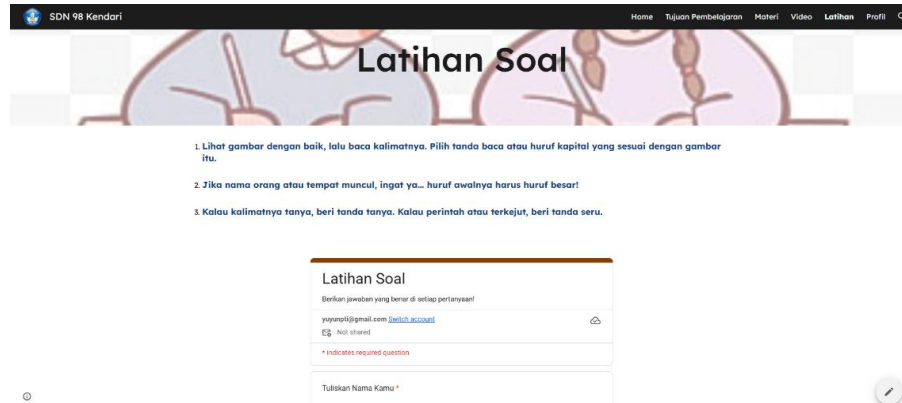 SDN 98 Kendari
Home Tujuan Pembelajaran Materi Video Latihan Profil
Latihan Soal
1. Lihat gambar dengan baik, lalu baca kalimatnya. Pilih tanda baca atau huruf kapital yang sesuai dengan gambar
itu.
2. Jika nama orang atau tempat muncul, ingat ya... huruf awalnya harus huruf besar!
3. Kalau kalimatnya tanya, beri tanda tanya. Kalau perintah atau terkejut, beri tanda seru.
Latihan Soal
Berikan jawaban yang benar di setiap pertanyaan!
yuyunpti@gmail.com Switch account
Not shared
* Indicates required question
Tuliskan Nama Kamu *